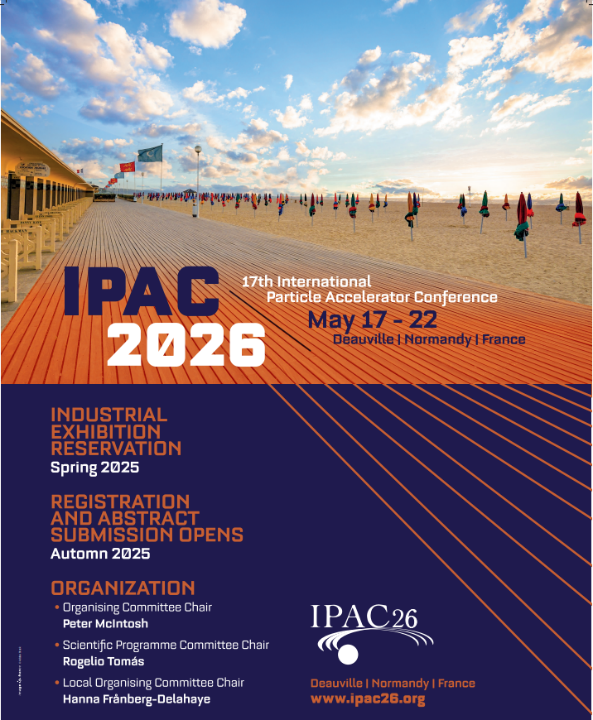 IPAC
2026
17th International
Particle Accelerator Conference
May 17 - 22
Deauville | Normandy | France
INDUSTRIAL
EXHIBITION
RESERVATION
Spring 2025
REGISTRATION
AND ABSTRACT
SUBMISSION OPENS
Automn 2025
ORGANIZATION
• Organising Committee Chair
Peter McIntosh
• Scientific Programme Committee Chair
Rogelio Tomás
• Local Organising Committee Chair
Hanna Frånberg-Delahaye
IPAC26
Deauville | Normandy | France
www.ipac26.org